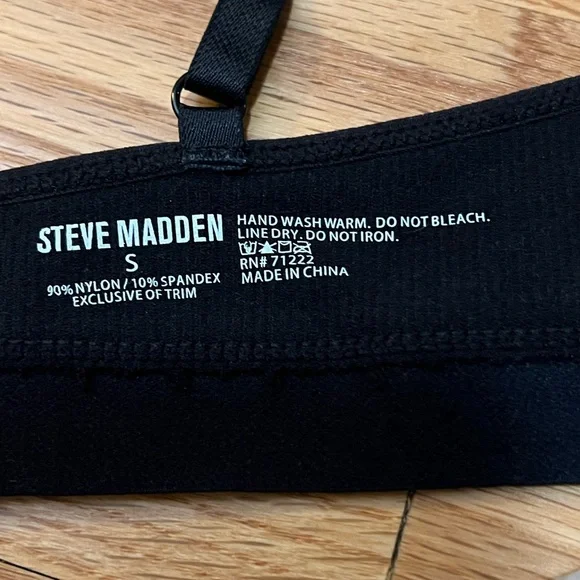 STEVE MADDEN
S
90% NYLON / 10% SPANDEX
EXCLUSIVE OF TRIM
HAND WASH WARM. DO NOT BLEACH.
LINE DRY. DO NOT IRON.
RN# 71222
MADE IN CHINA